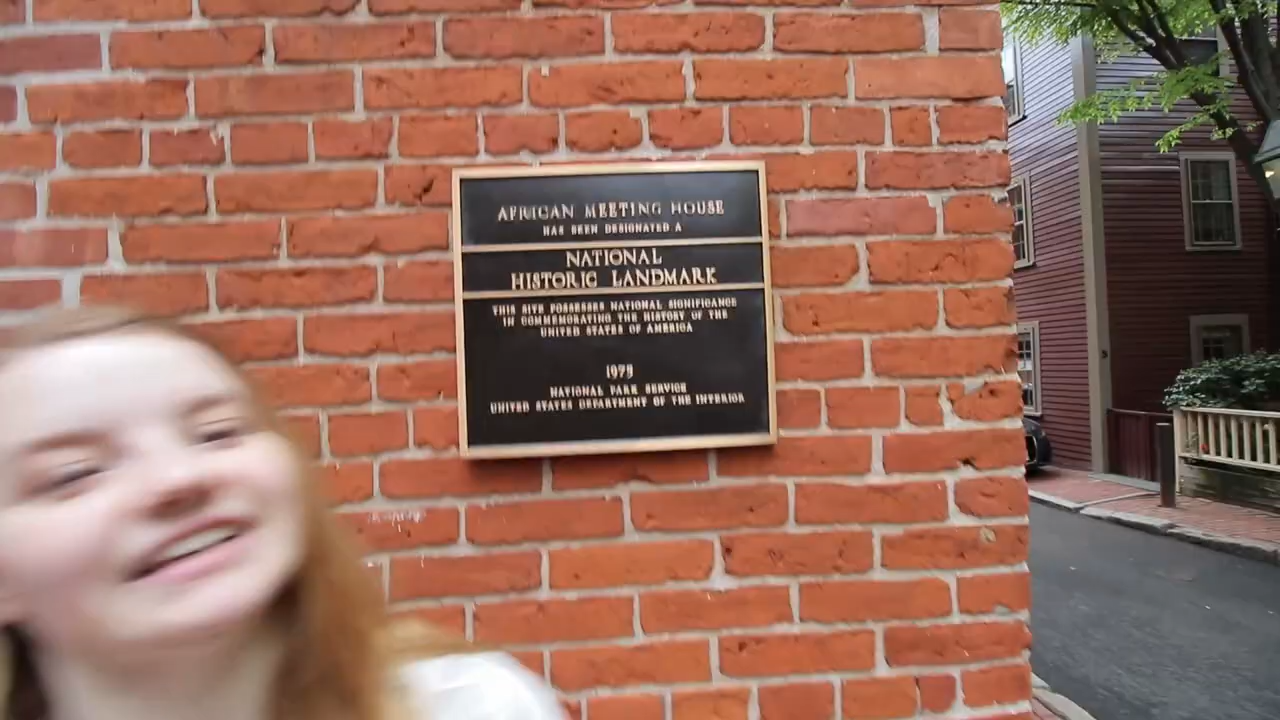 AFRICAN MEETING HOUSE
HAS BEEN DESIGNATED A
NATIONAL
HISTORIC LANDMARK
THIS SITE POSSESSES NATIONAL SIGNIFICANCE
IN COMMEMORATING THE HISTORY OF THE
UNITED STATES OF AMERICA
1975
NATIONAL PARK SERVICE
UNITED STATES DEPARTMENT OF THE INTERIOR